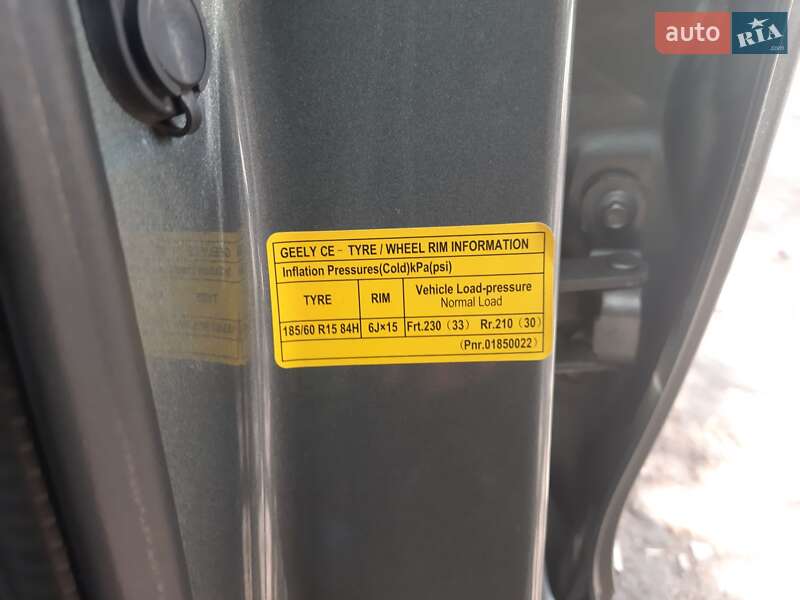 auto RIA.com
GEELY CE - TYRE / WHEEL RIM INFORMATION
Inflation Pressures(Cold)kPa(psi)
TYRE RIM Vehicle Load-pressure
Normal Load
185/60 R15 84H 6J×15 Frt.230 (33) Rr.210 (30)
(Pnr.01850022)